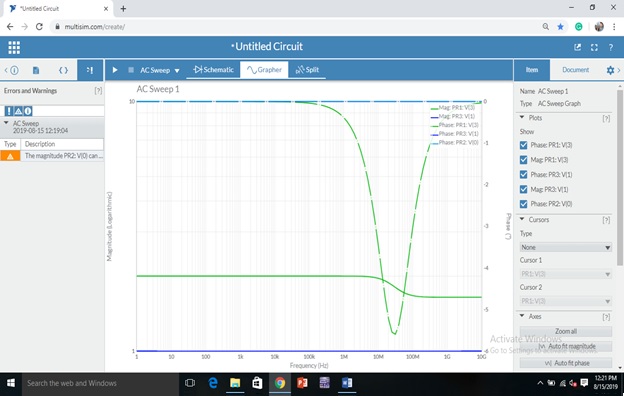 *Untitled Circuit
multisim.com/create/
*Untitled Circuit
AC Sweep
Schematic
Grapher
Split
Item
Document
Errors and Warnings
[?]
AC Sweep
2019-08-15 12:19:04
Type Description
The magnitude PR2: V(0) can...
AC Sweep 1
Mag: PR1: V(3)
Mag: PR3: V(1)
Phase: PR1: V(3)
Phase: PR3: V(1)
Phase: PR2: V(0)
10
1
Magnitude (Logarithmic)
0
-1
-2
-3
-4
-5
-6
Phase (°)
1 10 100 1k 10k 100k 1M 10M 100M 1G 10G
Frequency (Hz)
Name AC Sweep 1
Type AC Sweep Graph
Plots [?]
Show
Phase: PR1: V(3)
Mag: PR1: V(3)
Phase: PR3: V(1)
Mag: PR3: V(1)
Phase: PR2: V(0)
Cursors [?]
Type
None
Cursor 1
PR1: V(3)
Cursor 2
PR1: V(3)
Axes [?]
Zoom all
Auto fit magnitude
Auto fit phase
Activate Windows
Go to Settings to activate Windows.
Search the web and Windows
12:21 PM
8/15/2019